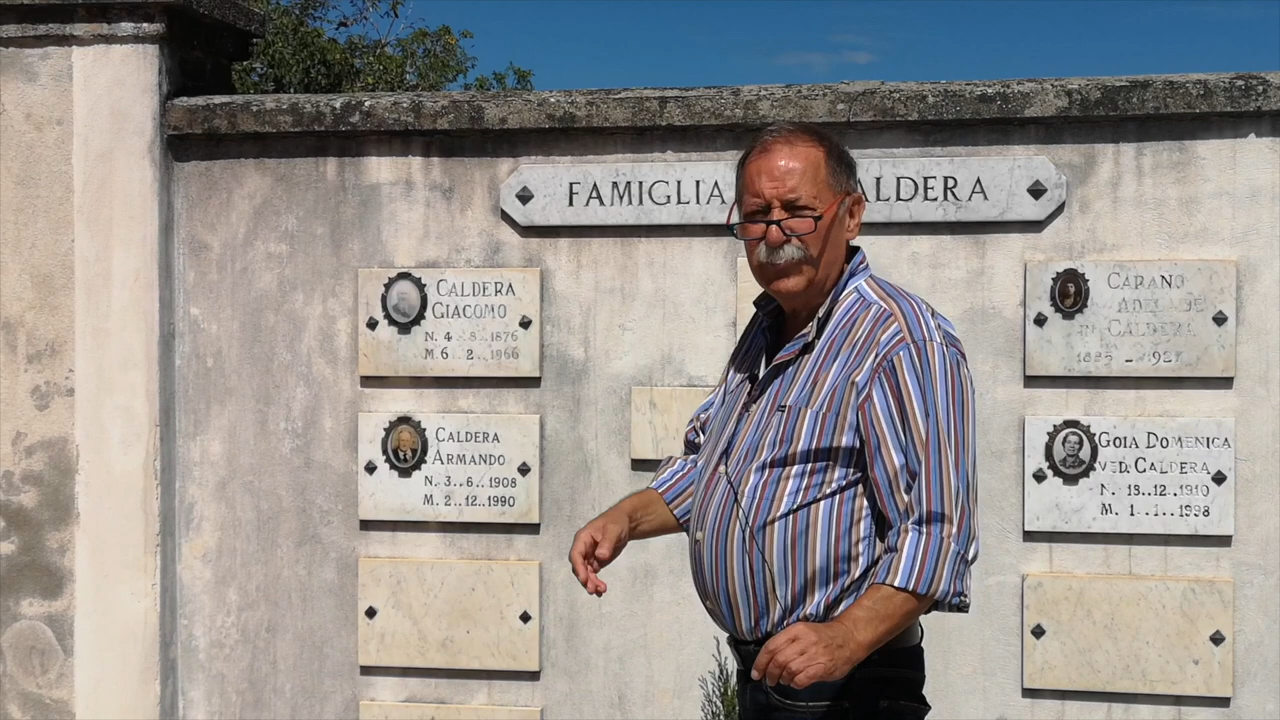 FAMIGLIA ALDERA
CALDERA
GIACOMO
N. 4..8..1876
M. 6..2..1966
CALDERA
ARMANDO
N. 3..6..1908
M. 2..12..1990
CARANO
ADELAIDE
IN CALDERA
GOIA DOMENICA
VED. CALDERA
N. 13..12..1910
M. 1..1..1998